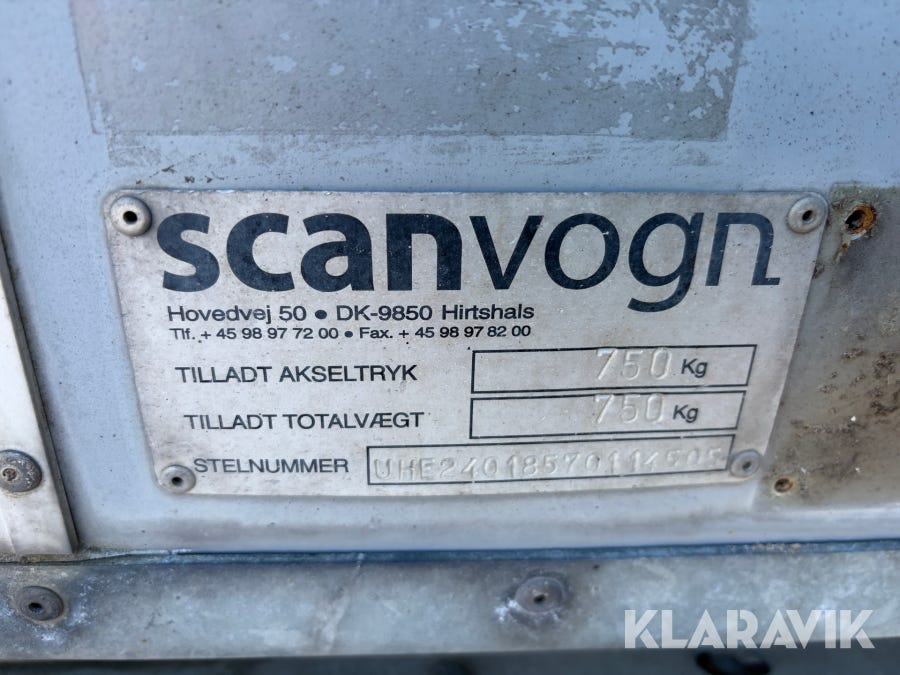 scanvogn
Hovedvej 50 • DK-9850 Hirtshals
Tlf. + 45 98 97 72 00 • Fax. + 45 98 97 82 00
TILLADT AKSELTRYK 750 Kg
TILLADT TOTALVÆGT 750 Kg
STELNUMMER UHE24018570114505
KLARAVIK